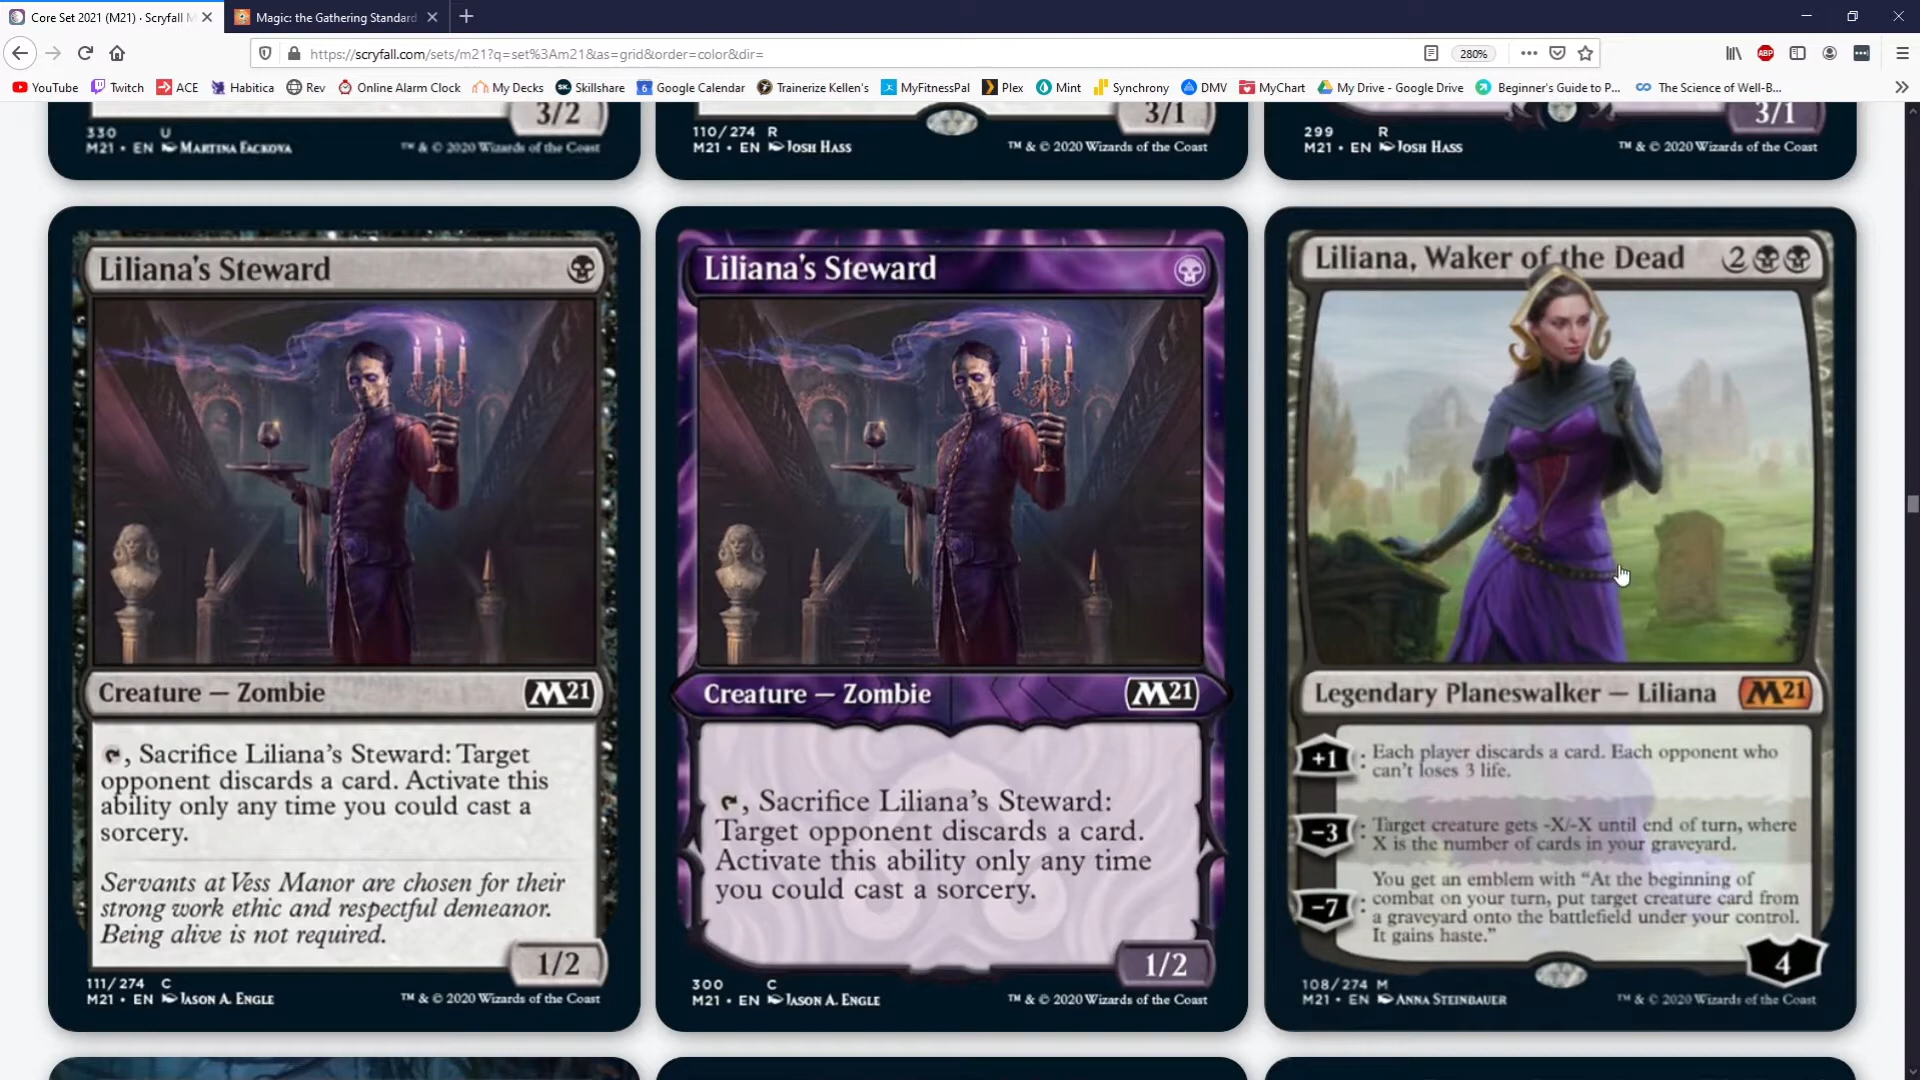 Core Set 2021 (M21) · Scryfall M
Magic: the Gathering Standard
https://scryfall.com/sets/m21?q=set%3Am21&as=grid&order=color&dir=
280%
ABP
YouTube
Twitch
ACE
Habitica
Rev
Online Alarm Clock
My Decks
SK.
Skillshare
6
Google Calendar
Trainerize Kellen's
MyFitnessPal
Plex
Mint
Synchrony
DMV
MyChart
My Drive - Google Drive
Beginner's Guide to P...
The Science of Well-B...
3/2
330 U
M21 • EN MARTINA FACKOVA
™ & © 2020 Wizards of the Coast
3/1
110/274 R
M21 • EN JOSH HASS
™ & © 2020 Wizards of the Coast
3/1
299 R
M21 • EN JOSH HASS
™ & © 2020 Wizards of the Coast
Liliana's Steward
Creature — Zombie
M21
, Sacrifice Liliana's Steward: Target
opponent discards a card. Activate this
ability only any time you could cast a
sorcery.
Servants at Vess Manor are chosen for their
strong work ethic and respectful demeanor.
Being alive is not required.
1/2
111/274 C
M21 • EN JASON A. ENGLE
™ & © 2020 Wizards of the Coast
Liliana's Steward
Creature — Zombie
M21
, Sacrifice Liliana's Steward:
Target opponent discards a card.
Activate this ability only any time
you could cast a sorcery.
1/2
300 C
M21 • EN JASON A. ENGLE
™ & © 2020 Wizards of the Coast
Liliana, Waker of the Dead 2
Legendary Planeswalker — Liliana
M21
+1 : Each player discards a card. Each opponent who
can't loses 3 life.
−3 : Target creature gets -X/-X until end of turn, where
X is the number of cards in your graveyard.
You get an emblem with “At the beginning of
−7 : combat on your turn, put target creature card from
a graveyard onto the battlefield under your control.
It gains haste.”
4
108/274 M
M21 • EN ANNA STEINBAUER
™ & © 2020 Wizards of the Coast